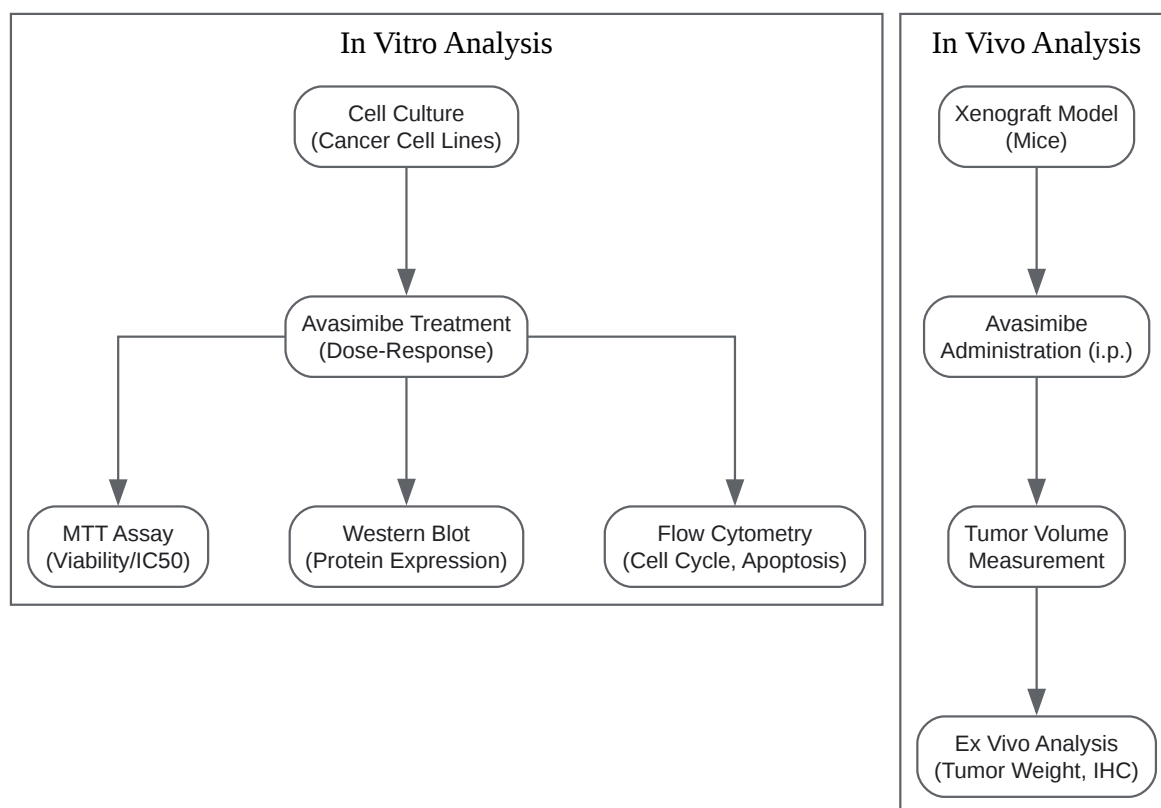 In Vitro Analysis
Cell Culture
(Cancer Cell Lines)
Avasimibe Treatment
(Dose-Response)
MTT Assay
(Viability/IC50)
Western Blot
(Protein Expression)
Flow Cytometry
(Cell Cycle, Apoptosis)
In Vivo Analysis
Xenograft Model
(Mice)
Avasimibe
Administration (i.p.)
Tumor Volume
Measurement
Ex Vivo Analysis
(Tumor Weight, IHC)